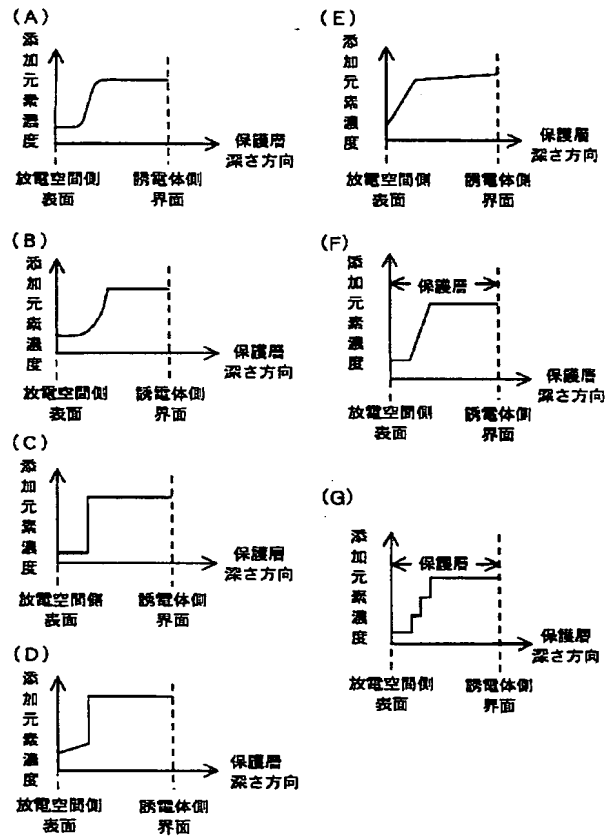 (A)
添加元素濃度
保護層
深さ方向
放電空間側
表面
誘電体側
界面
(B)
添加元素濃度
保護層
深さ方向
放電空間側
表面
誘電体側
界面
(C)
添加元素濃度
保護層
深さ方向
放電空間側
表面
誘電体側
界面
(D)
添加元素濃度
保護層
深さ方向
放電空間側
表面
誘電体側
界面
(E)
添加元素濃度
保護層
深さ方向
放電空間側
表面
誘電体側
界面
(F)
添加元素濃度
保護層
保護層
深さ方向
放電空間側
表面
誘電体側
界面
(G)
添加元素濃度
保護層
保護層
深さ方向
放電空間側
表面
誘電体側
界面